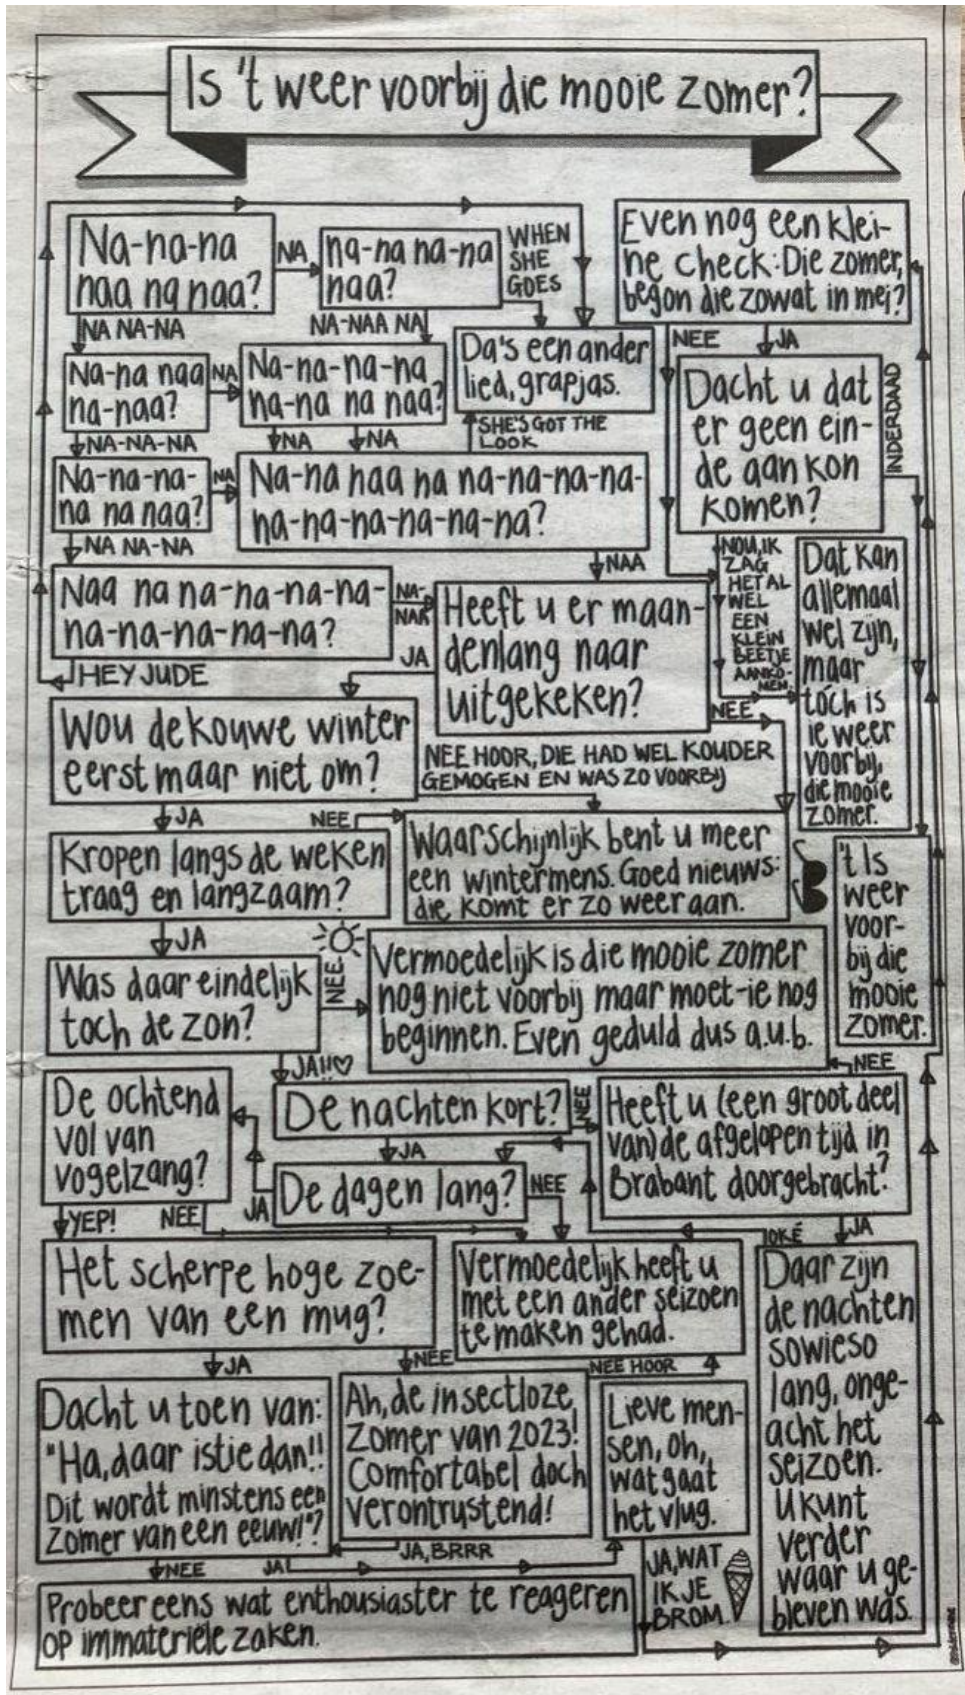 Is 't weer voorbij die mooie zomer?
Na-na-na
naa na naa?
NA
na-na na-na
naa?
WHEN
SHE
GOES
NA NA-NA
NA-NAA NA
Na-na naa
na-naa?
NA
Na-na-na-na
na-na na naa?
Da's een ander
lied, grapjas.
NA-NA-NA
NA
NA
SHE'S GOT THE
LOOK
Na-na-na-
na na naa?
NA
Na-na naa na na-na-na-na-
na-na-na-na-na-na?
NA NA-NA
NAA
Naa na na-na-na-na-
na-na-na-na-na?
NA-
NAA
HEY JUDE
Heeft u er maan-
denlang naar
uitgekeken?
JA
NEE
Wou de kouwe winter
eerst maar niet om?
NEE HOOR, DIE HAD WEL KOUDER
GEMOGEN EN WAS ZO VOORBIJ
JA
Kropen langs de weken
traag en langzaam?
NEE
Waarschijnlijk bent u meer
een wintermens. Goed nieuws:
die komt er zo weer aan.
JA
Was daar eindelijk
toch de zon?
NEE
Vermoedelijk is die mooie zomer
nog niet voorbij maar moet-ie nog
beginnen. Even geduld dus a.u.b.
JA!!♡
De nachten kort?
NEE
JA
De dagen lang?
NEE
JA
De ochtend
vol van
vogelzang?
YEP!
NEE
Het scherpe hoge zoe-
men van een mug?
JA
NEE
Vermoedelijk heeft u
met een ander seizoen
te maken gehad.
Dacht u toen van:
"Ha, daar is tie dan!!
Dit wordt minstens een
zomer van een eeuw!"?
Ah, de insectloze
zomer van 2023!
Comfortabel doch
verontrustend!
NEE HOOR
JA, BRRR
NEE
JA
Probeer eens wat enthousiaster te reageren
op immateriële zaken.
Lieve men-
sen, oh,
wat gaat
het vlug.
JA, WAT
IK JE
BROM
Even nog een klei-
ne check: Die zomer,
begon die zowat in mei?
NEE
JA
Dacht u dat
er geen ein-
de aan kon
komen?
INDERDAAD
NOU, IK
ZAG
HET AL
WEL
EEN
KLEIN
BEETJE
AANKO-
MEN
Dat kan
allemaal
wel zijn,
maar
tóch is
ie weer
voorbij,
die mooie
zomer.
't Is
weer
voor-
bij die
mooie
zomer.
NEE
Heeft u (een groot deel
van) de afgelopen tijd in
Brabant doorgebracht?
JA
OKÉ
Daar zijn
de nachten
sowieso
lang, onge-
acht het
seizoen.
U kunt
verder
waar u ge-
bleven was.